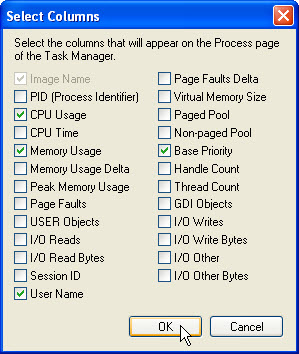 Select Columns
Select the columns that will appear on the Process page
of the Task Manager.
Image Name
PID (Process Identifier)
CPU Usage
CPU Time
Memory Usage
Memory Usage Delta
Peak Memory Usage
Page Faults
USER Objects
I/O Reads
I/O Read Bytes
Session ID
User Name
Page Faults Delta
Virtual Memory Size
Paged Pool
Non-paged Pool
Base Priority
Handle Count
Thread Count
GDI Objects
I/O Writes
I/O Write Bytes
I/O Other
I/O Other Bytes
OK
Cancel